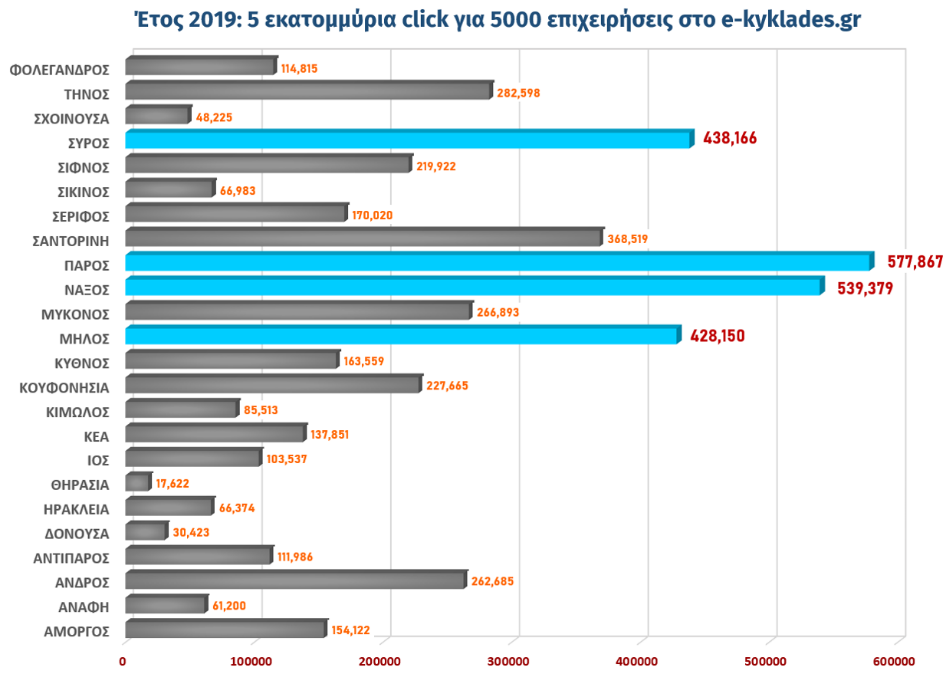 Έτος 2019: 5 εκατομμύρια click για 5000 επιχειρήσεις στο e-kyklades.gr
ΦΟΛΕΓΑΝΔΡΟΣ 114,815
ΤΗΝΟΣ 282,598
ΣΧΟΙΝΟΥΣΑ 48,225
ΣΥΡΟΣ 438,166
ΣΙΦΝΟΣ 219,922
ΣΙΚΙΝΟΣ 66,983
ΣΕΡΙΦΟΣ 170,020
ΣΑΝΤΟΡΙΝΗ 368,519
ΠΑΡΟΣ 577,867
ΝΑΞΟΣ 539,379
ΜΥΚΟΝΟΣ 266,893
ΜΗΛΟΣ 428,150
ΚΥΘΝΟΣ 163,559
ΚΟΥΦΟΝΗΣΙΑ 227,665
ΚΙΜΩΛΟΣ 85,513
ΚΕΑ 137,851
ΙΟΣ 103,537
ΘΗΡΑΣΙΑ 17,622
ΗΡΑΚΛΕΙΑ 66,374
ΔΟΝΟΥΣΑ 30,423
ΑΝΤΙΠΑΡΟΣ 111,986
ΑΝΔΡΟΣ 262,685
ΑΝΑΦΗ 61,200
ΑΜΟΡΓΟΣ 154,122
0 100000 200000 300000 400000 500000 600000